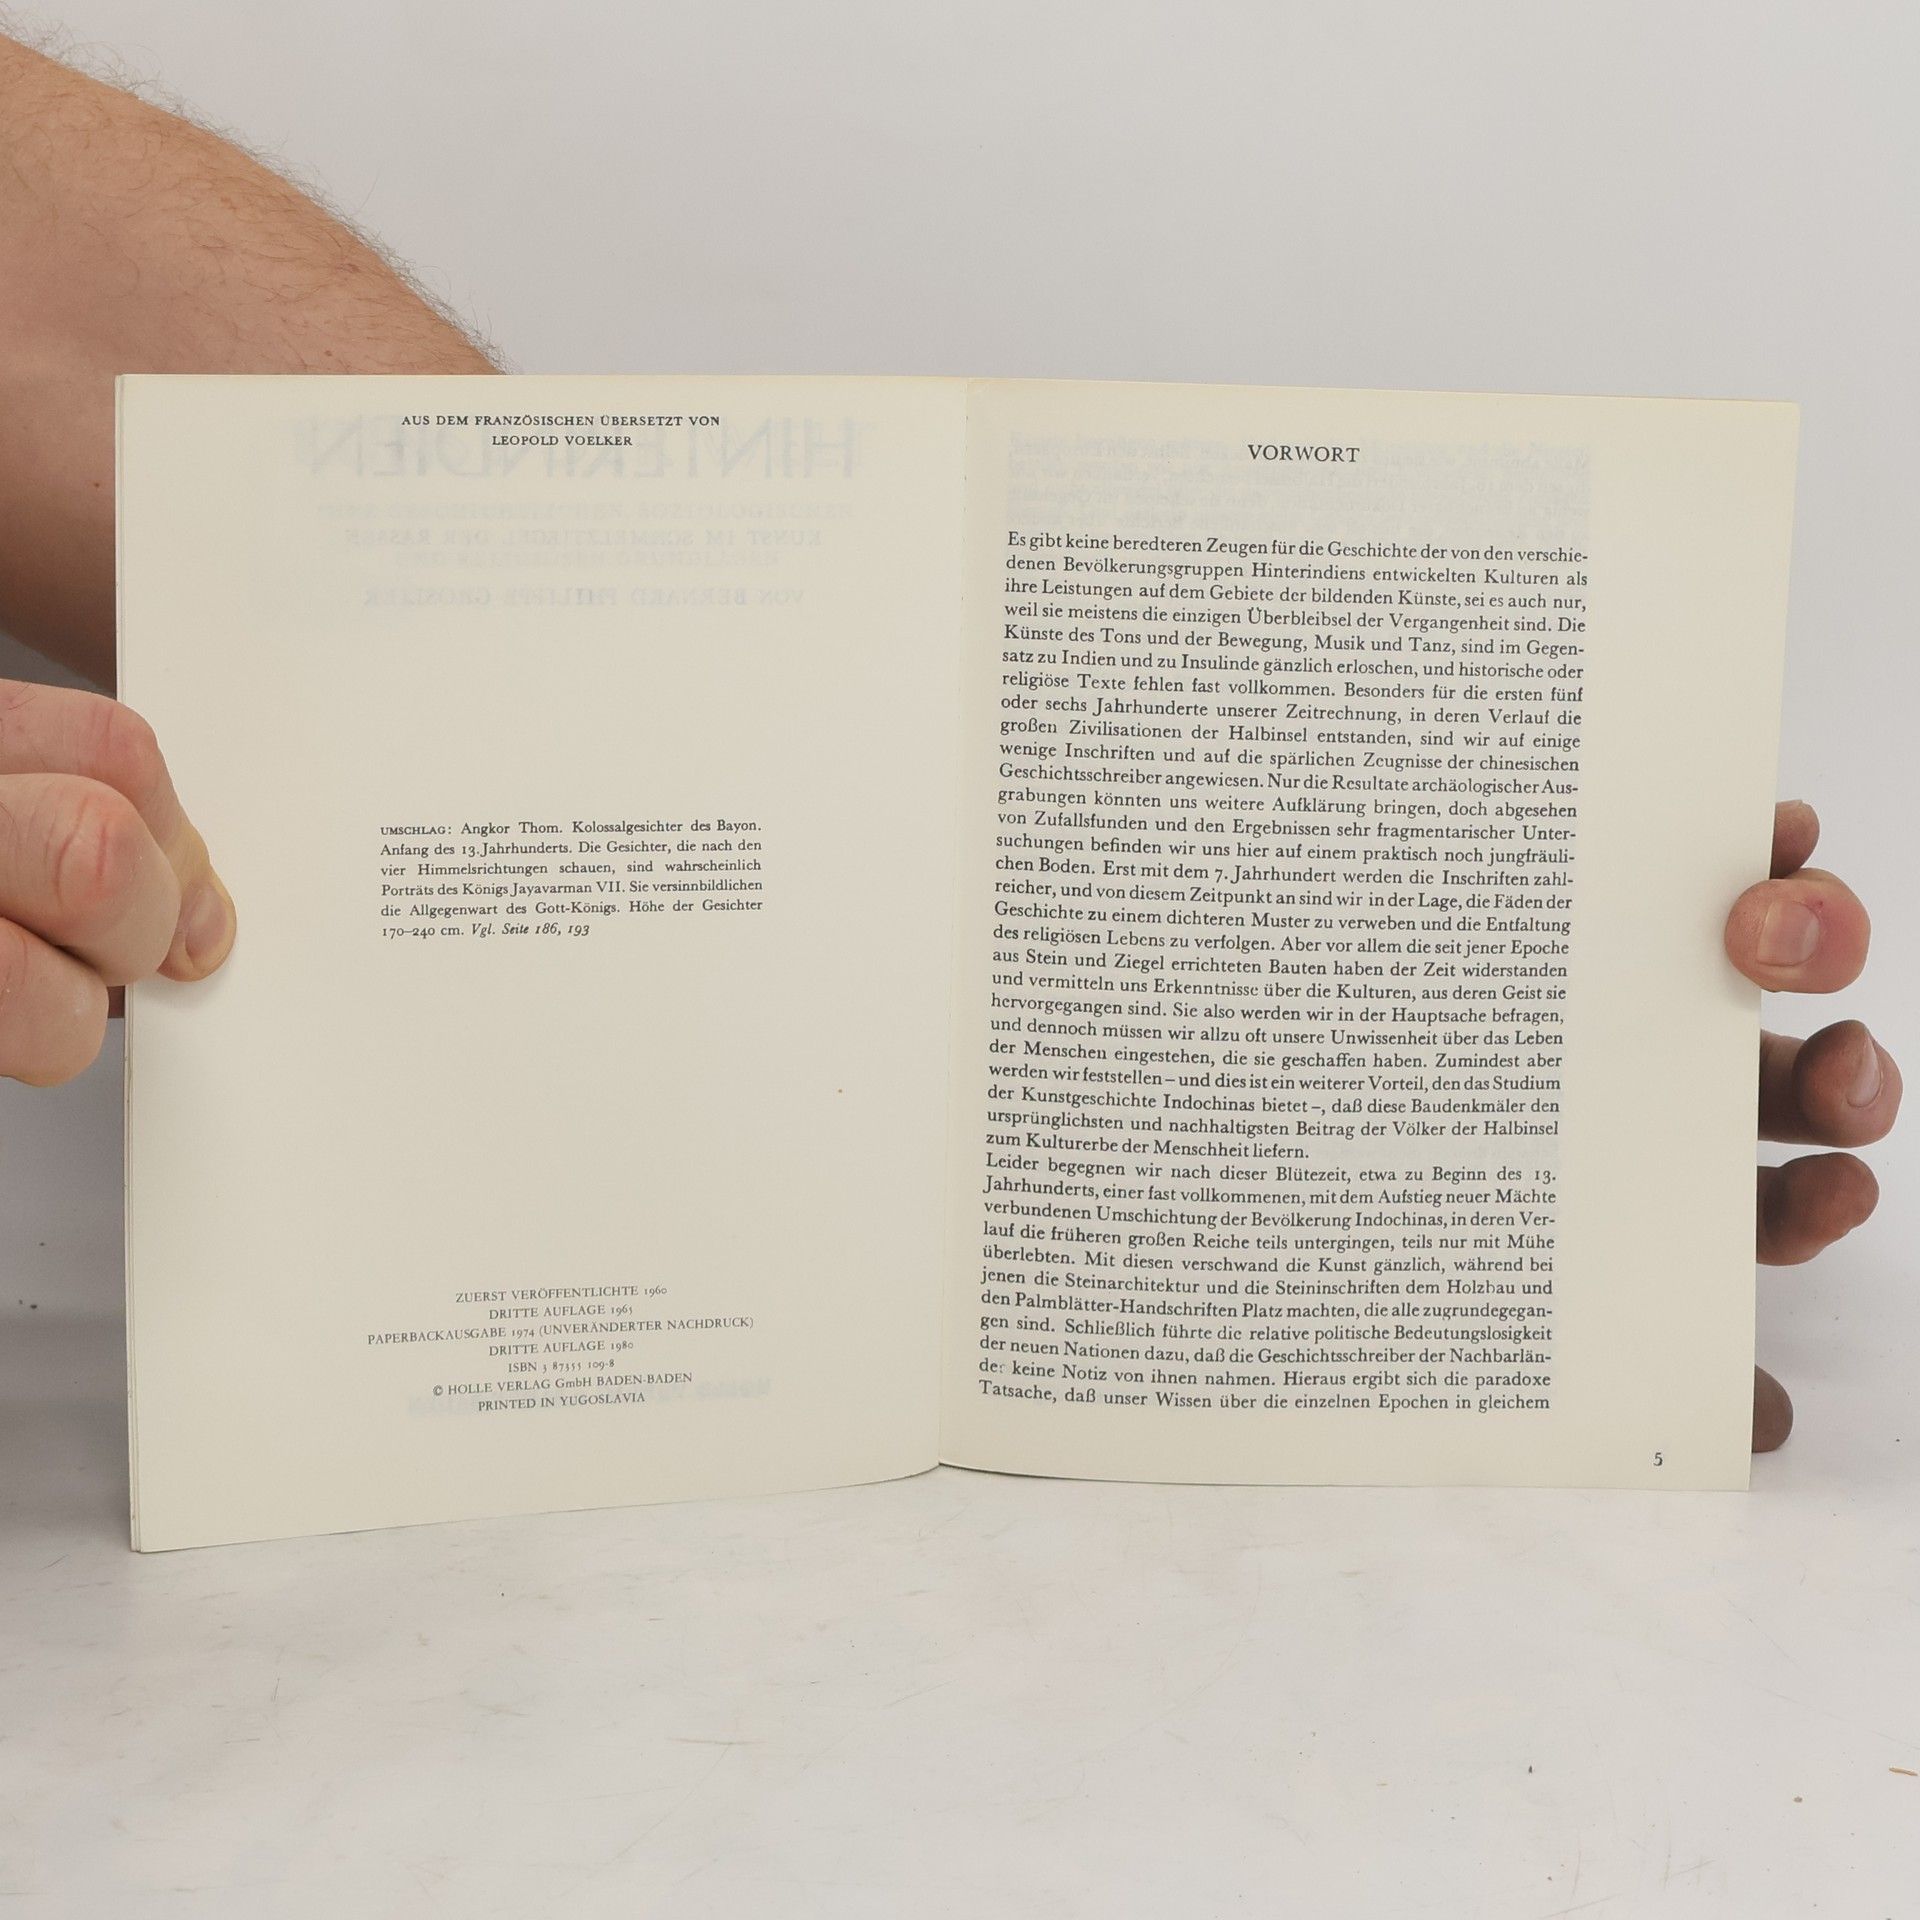 AUS DEM FRANZÖSISCHEN ÜBERSETZT VON
LEOPOLD VOELKER
UMSCHLAG: Angkor Thom. Kolossalgesichter des Bayon.
Anfang des 13. Jahrhunderts. Die Gesichter, die nach den
vier Himmelsrichtungen schauen, sind wahrscheinlich
Porträts des Königs Jayavarman VII. Sie versinnbildlichen
die Allgegenwart des Gott-Königs. Höhe der Gesichter
170–240 cm. Vgl. Seite 186, 193
ZUERST VERÖFFENTLICHTE 1960
DRITTE AUFLAGE 1965
PAPERBACKAUSGABE 1974 (UNVERÄNDERTER NACHDRUCK)
DRITTE AUFLAGE 1980
ISBN 3 87355 109-8
© HOLLE VERLAG GmbH BADEN-BADEN
PRINTED IN YUGOSLAVIA
VORWORT
Es gibt keine beredteren Zeugen für die Geschichte der von den verschie-
denen Bevölkerungsgruppen Hinterindiens entwickelten Kulturen als
ihre Leistungen auf dem Gebiete der bildenden Künste, sei es auch nur,
weil sie meistens die einzigen Überbleibsel der Vergangenheit sind. Die
Künste des Tons und der Bewegung, Musik und Tanz, sind im Gegen-
satz zu Indien und zu Insulinde gänzlich erloschen, und historische oder
religiöse Texte fehlen fast vollkommen. Besonders für die ersten fünf
oder sechs Jahrhunderte unserer Zeitrechnung, in deren Verlauf die
großen Zivilisationen der Halbinsel entstanden, sind wir auf einige
wenige Inschriften und auf die spärlichen Zeugnisse der chinesischen
Geschichtsschreiber angewiesen. Nur die Resultate archäologischer Aus-
grabungen könnten uns weitere Aufklärung bringen, doch abgesehen
von Zufallsfunden und den Ergebnissen sehr fragmentarischer Unter-
suchungen befinden wir uns hier auf einem praktisch noch jungfräuli-
chen Boden. Erst mit dem 7. Jahrhundert werden die Inschriften zahl-
reicher, und von diesem Zeitpunkt an sind wir in der Lage, die Fäden der
Geschichte zu einem dichteren Muster zu verweben und die Entfaltung
des religiösen Lebens zu verfolgen. Aber vor allem die seit jener Epoche
aus Stein und Ziegel errichteten Bauten haben der Zeit widerstanden
und vermitteln uns Erkenntnisse über die Kulturen, aus deren Geist sie
hervorgegangen sind. Sie also werden wir in der Hauptsache befragen,
und dennoch müssen wir allzu oft unsere Unwissenheit über das Leben
der Menschen eingestehen, die sie geschaffen haben. Zumindest aber
werden wir feststellen – und dies ist ein weiterer Vorteil, den das Studium
der Kunstgeschichte Indochinas bietet –, daß diese Baudenkmäler den
ursprünglichsten und nachhaltigsten Beitrag der Völker der Halbinsel
zum Kulturerbe der Menschheit liefern.
Leider begegnen wir nach dieser Blütezeit, etwa zu Beginn des 13.
Jahrhunderts, einer fast vollkommenen, mit dem Aufstieg neuer Mächte
verbundenen Umschichtung der Bevölkerung Indochinas, in deren Ver-
lauf die früheren großen Reiche teils untergingen, teils nur mit Mühe
überlebten. Mit diesen verschwand die Kunst gänzlich, während bei
jenen die Steinarchitektur und die Steininschriften dem Holzbau und
den Palmblätter-Handschriften Platz machten, die alle zugrundegegan-
gen sind. Schließlich führte die relative politische Bedeutungslosigkeit
der neuen Nationen dazu, daß die Geschichtsschreiber der Nachbarlän-
der keine Notiz von ihnen nahmen. Hieraus ergibt sich die paradoxe
Tatsache, daß unser Wissen über die einzelnen Epochen in gleichem
5